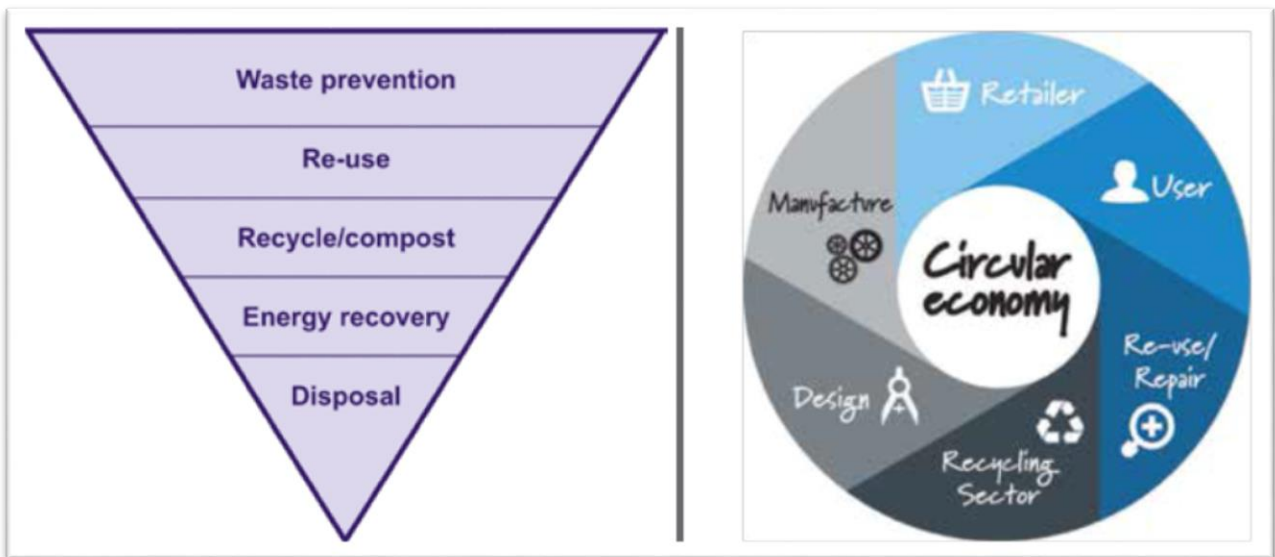 Waste prevention
Re-use
Recycle/compost
Energy recovery
Disposal
Retailer
User
Re-use/
Repair
Recycling
Sector
Design
Manufacture
Circular
economy